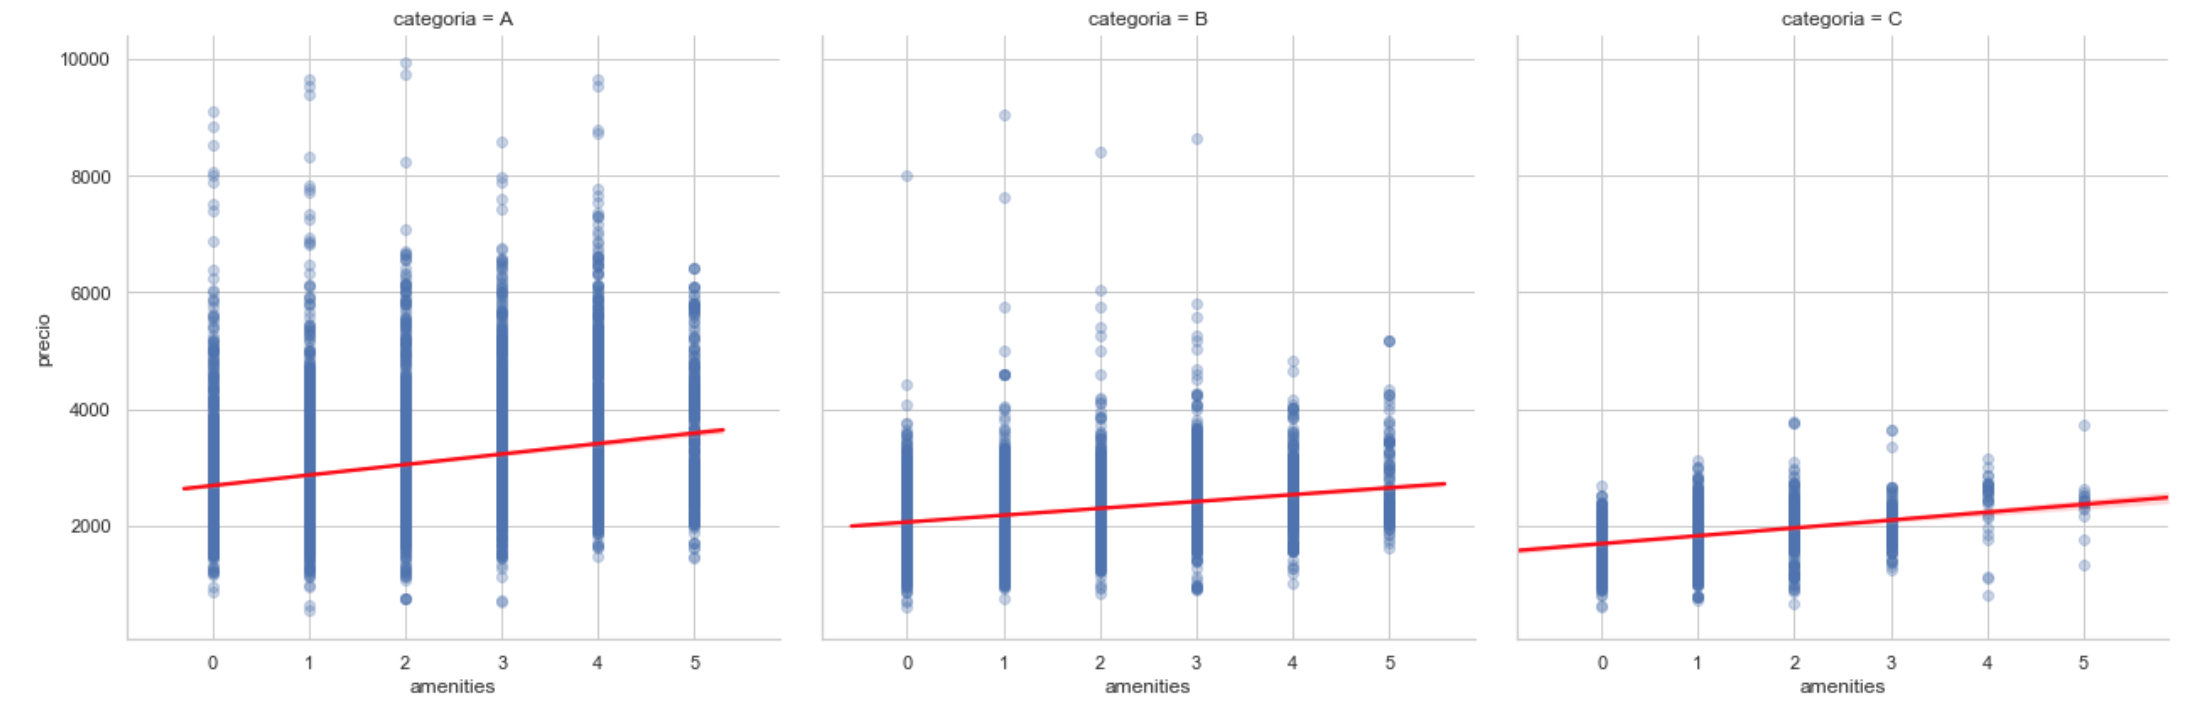 categoria = A
categoria = B
categoria = C
precio
10000
8000
6000
4000
2000
0 1 2 3 4 5
amenities
0 1 2 3 4 5
amenities
0 1 2 3 4 5
amenities